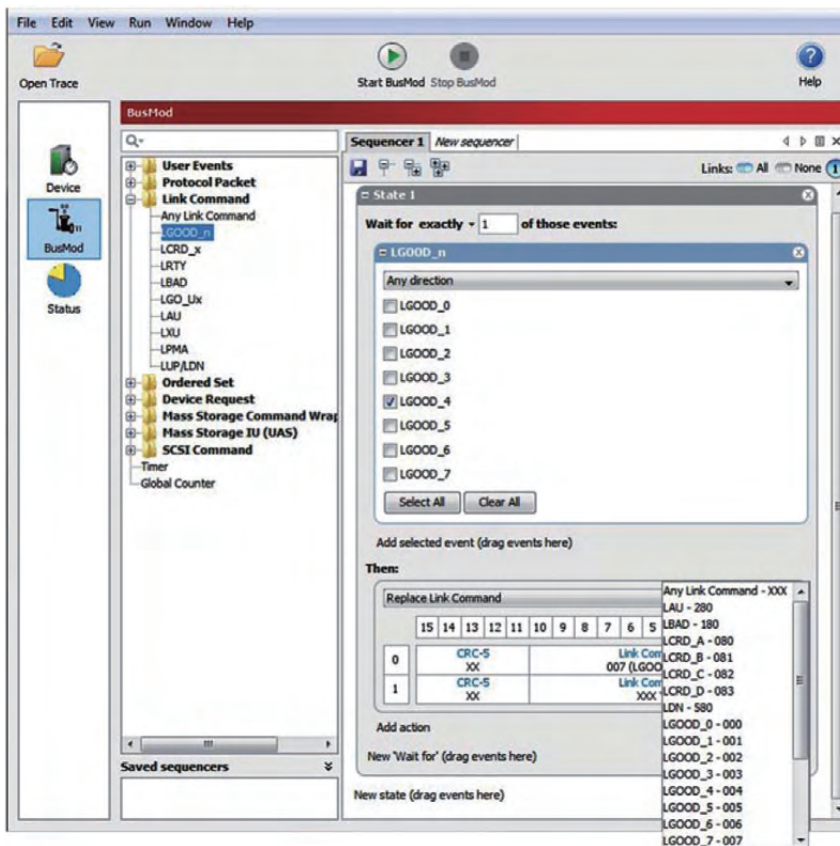 File Edit View Run Window Help
Open Trace
Start BusMod Stop BusMod
Help
BusMod
Device
BusMod
Status
User Events
Protocol Packet
Link Command
Any Link Command
LGOOD_n
LCRD_x
LRTY
LBAD
LGO_Ux
LAU
LXU
LPMA
LUP/LDN
Ordered Set
Device Request
Mass Storage Command Wrap
Mass Storage IU (UAS)
SCSI Command
Timer
Global Counter
Saved sequencers
Sequencer 1 New sequencer
Links: All None
State 1
Wait for exactly 1 of those events:
LGOOD_n
Any direction
LGOOD_0
LGOOD_1
LGOOD_2
LGOOD_3
LGOOD_4
LGOOD_5
LGOOD_6
LGOOD_7
Select All Clear All
Add selected event (drag events here)
Then:
Replace Link Command
15 14 13 12 11 10 9 8 7 6 5
0 CRC-5 Link Com
XX 007 (LGOO
1 CRC-5 Link Com
XX XXX
Add action
New 'Wait for' (drag events here)
New state (drag events here)
Any Link Command - XXX
LAU - 280
LBAD - 180
LCRD_A - 080
LCRD_B - 081
LCRD_C - 082
LCRD_D - 083
LDN - 580
LGOOD_0 - 000
LGOOD_1 - 001
LGOOD_2 - 002
LGOOD_3 - 003
LGOOD_4 - 004
LGOOD_5 - 005
LGOOD_6 - 006
LGOOD_7 - 007